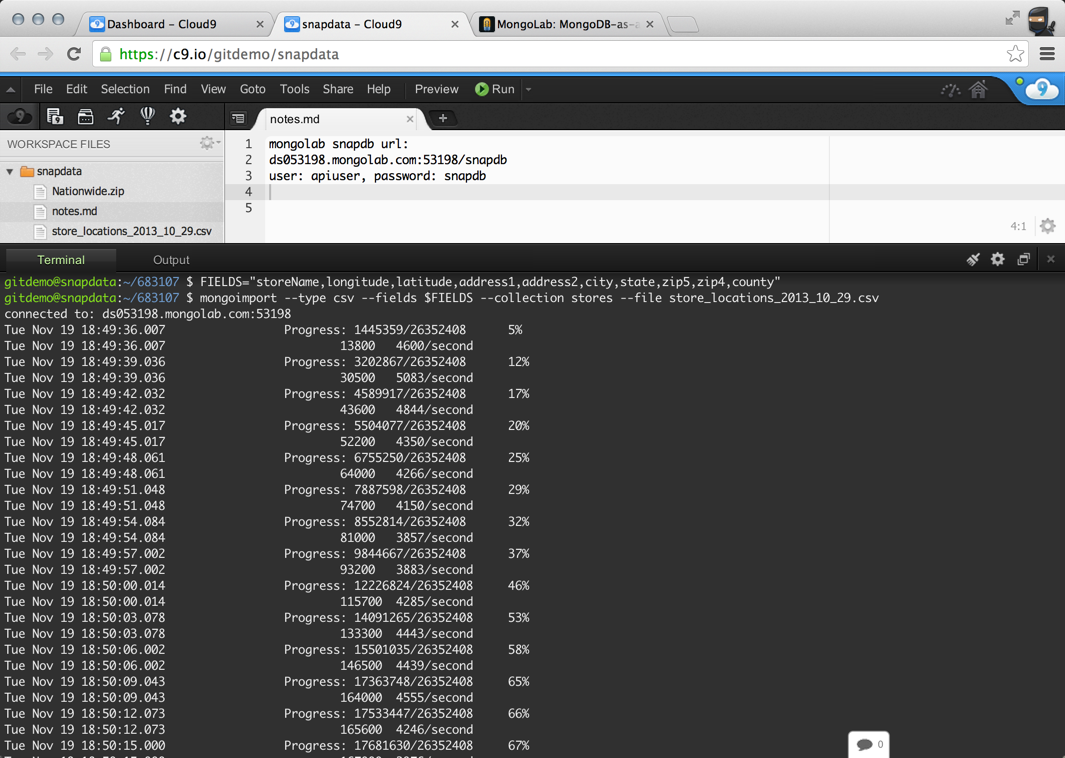 Dashboard – Cloud9
snapdata – Cloud9
MongoLab: MongoDB-as-a
https://c9.io/gitdemo/snapdata
File Edit Selection Find View Goto Tools Share Help Preview Run
9
WORKSPACE FILES
snapdata
Nationwide.zip
notes.md
store_locations_2013_10_29.csv
notes.md
1 mongolab snapdb url:
2 ds053198.mongolab.com:53198/snapdb
3 user: apiuser, password: snapdb
4
5
4:1
Terminal Output
gitdemo@snapdata:~/683107 $ FIELDS="storeName,longitude,latitude,address1,address2,city,state,zip5,zip4,county"
gitdemo@snapdata:~/683107 $ mongoimport --type csv --fields $FIELDS --collection stores --file store_locations_2013_10_29.csv
connected to: ds053198.mongolab.com:53198
Tue Nov 19 18:49:36.007 Progress: 1445359/26352408 5%
Tue Nov 19 18:49:36.007 13800 4600/second
Tue Nov 19 18:49:39.036 Progress: 3202867/26352408 12%
Tue Nov 19 18:49:39.036 30500 5083/second
Tue Nov 19 18:49:42.032 Progress: 4589917/26352408 17%
Tue Nov 19 18:49:42.032 43600 4844/second
Tue Nov 19 18:49:45.017 Progress: 5504077/26352408 20%
Tue Nov 19 18:49:45.017 52200 4350/second
Tue Nov 19 18:49:48.061 Progress: 6755250/26352408 25%
Tue Nov 19 18:49:48.061 64000 4266/second
Tue Nov 19 18:49:51.048 Progress: 7887598/26352408 29%
Tue Nov 19 18:49:51.048 74700 4150/second
Tue Nov 19 18:49:54.084 Progress: 8552814/26352408 32%
Tue Nov 19 18:49:54.084 81000 3857/second
Tue Nov 19 18:49:57.002 Progress: 9844667/26352408 37%
Tue Nov 19 18:49:57.002 93200 3883/second
Tue Nov 19 18:50:00.014 Progress: 12226824/26352408 46%
Tue Nov 19 18:50:00.014 115700 4285/second
Tue Nov 19 18:50:03.078 Progress: 14091265/26352408 53%
Tue Nov 19 18:50:03.078 133300 4443/second
Tue Nov 19 18:50:06.002 Progress: 15501035/26352408 58%
Tue Nov 19 18:50:06.002 146500 4439/second
Tue Nov 19 18:50:09.043 Progress: 17363748/26352408 65%
Tue Nov 19 18:50:09.043 164000 4555/second
Tue Nov 19 18:50:12.073 Progress: 17533447/26352408 66%
Tue Nov 19 18:50:12.073 165600 4246/second
Tue Nov 19 18:50:15.000 Progress: 17681630/26352408 67%
0